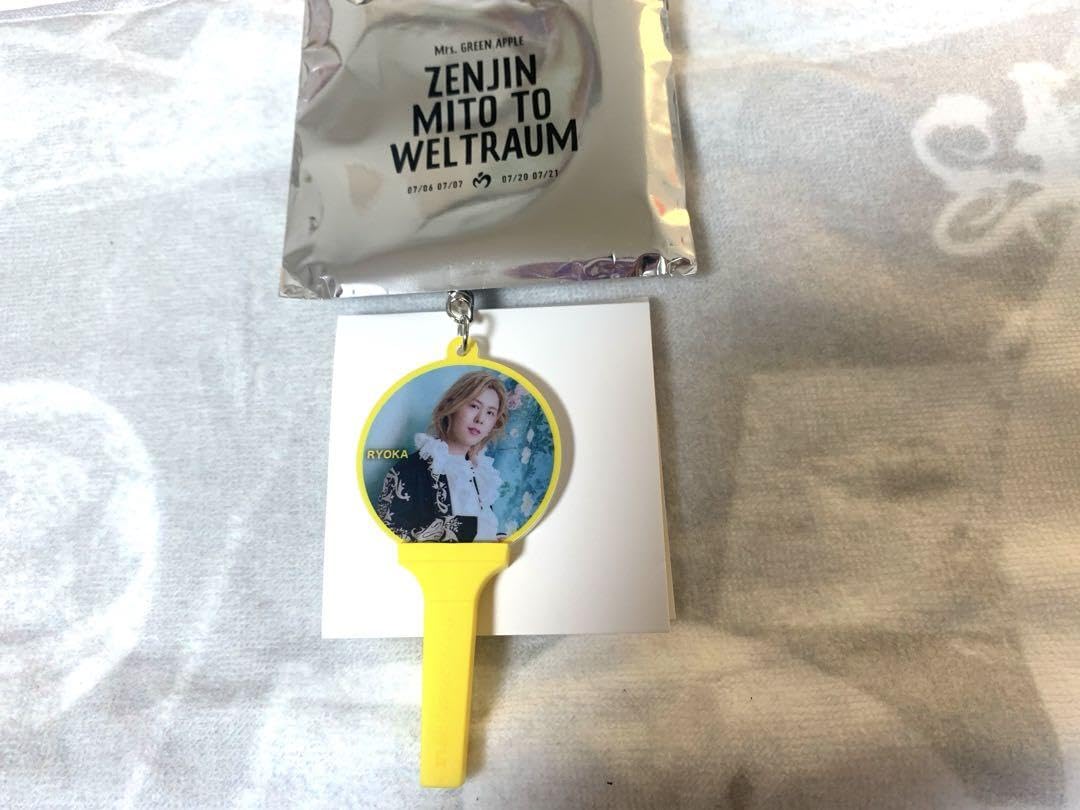 Mrs. GREEN APPLE
ZENJIN
MITO TO
WELTRAUM
07/06 07/07 07/20 07/21
RYOKA